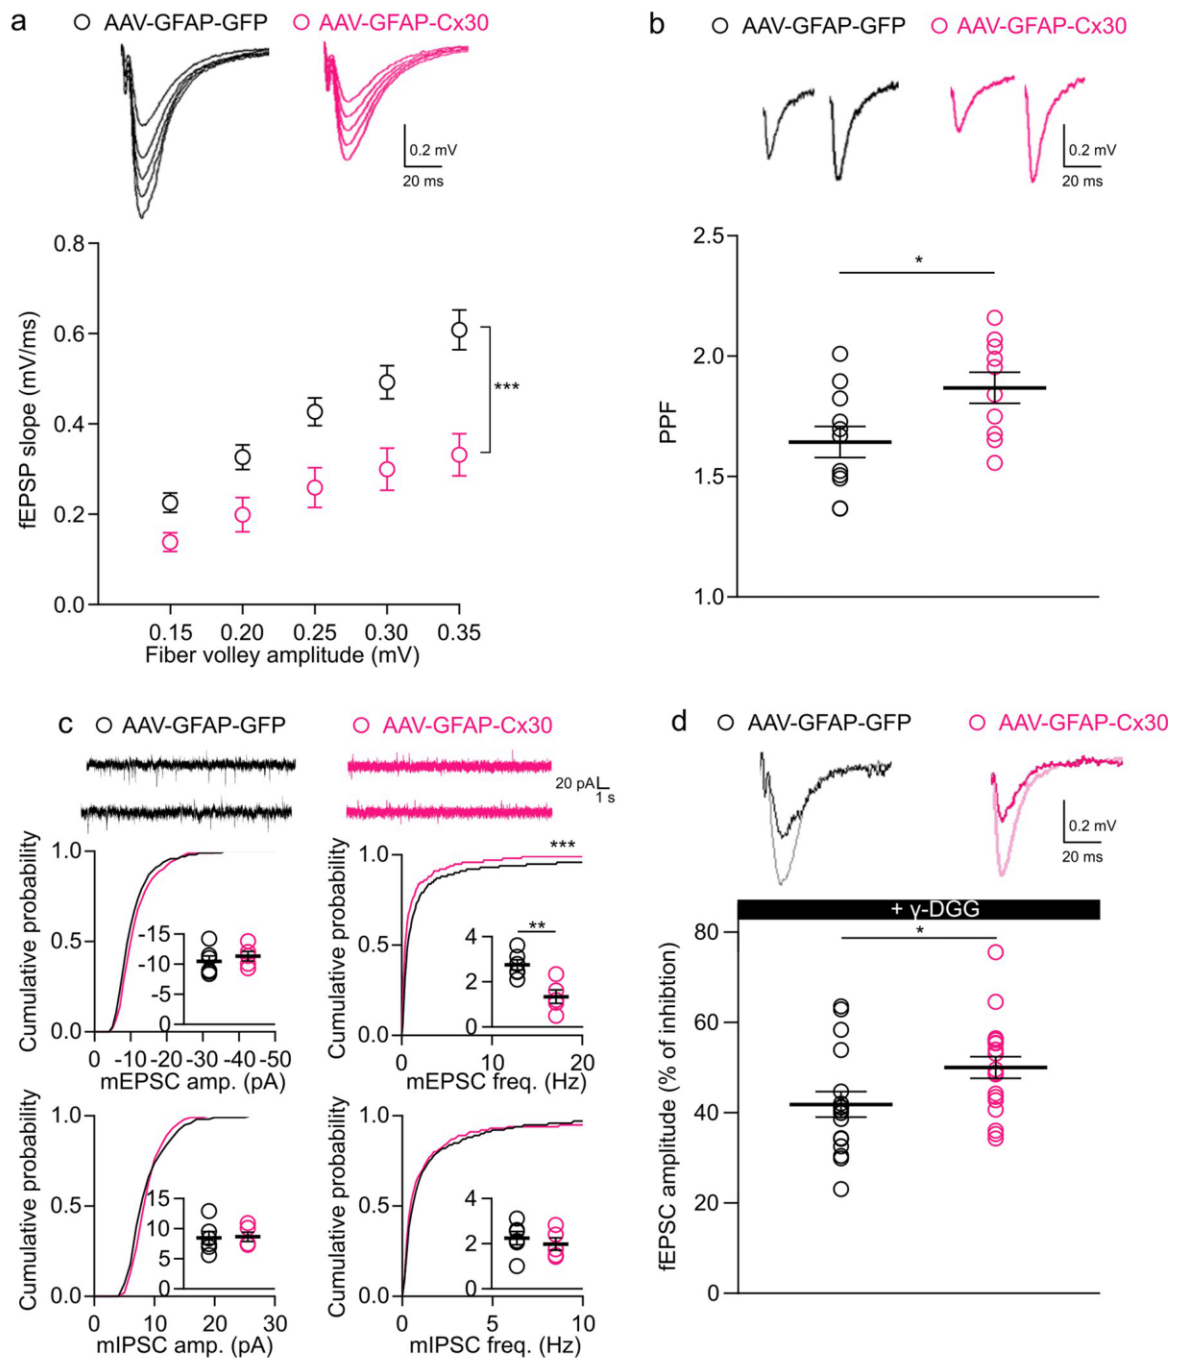 a
AAV-GFAP-GFP
AAV-GFAP-Cx30
0.2 mV
20 ms
0.8
0.6
0.4
0.2
0.0
fEPSP slope (mV/ms)
***
0.15 0.20 0.25 0.30 0.35
Fiber volley amplitude (mV)
b
AAV-GFAP-GFP
AAV-GFAP-Cx30
0.2 mV
20 ms
2.5
2.0
1.5
1.0
PPF
*
c
AAV-GFAP-GFP
AAV-GFAP-Cx30
20 pA
1 s
Cumulative probability
1.0
0.5
0.0
-15
-10
-5
0
0 -10 -20 -30 -40 -50
mEPSC amp. (pA)
Cumulative probability
1.0
0.5
0.0
***
**
4
2
0
0 10 20
mEPSC freq. (Hz)
Cumulative probability
1.0
0.5
0.0
15
10
5
0
0 10 20 30
mIPSC amp. (pA)
Cumulative probability
1.0
0.5
0.0
4
2
0
0 5 10
mIPSC freq. (Hz)
d
AAV-GFAP-GFP
AAV-GFAP-Cx30
0.2 mV
20 ms
+ γ-DGG
*
80
60
40
20
0
fEPSC amplitude (% of inhibtion)